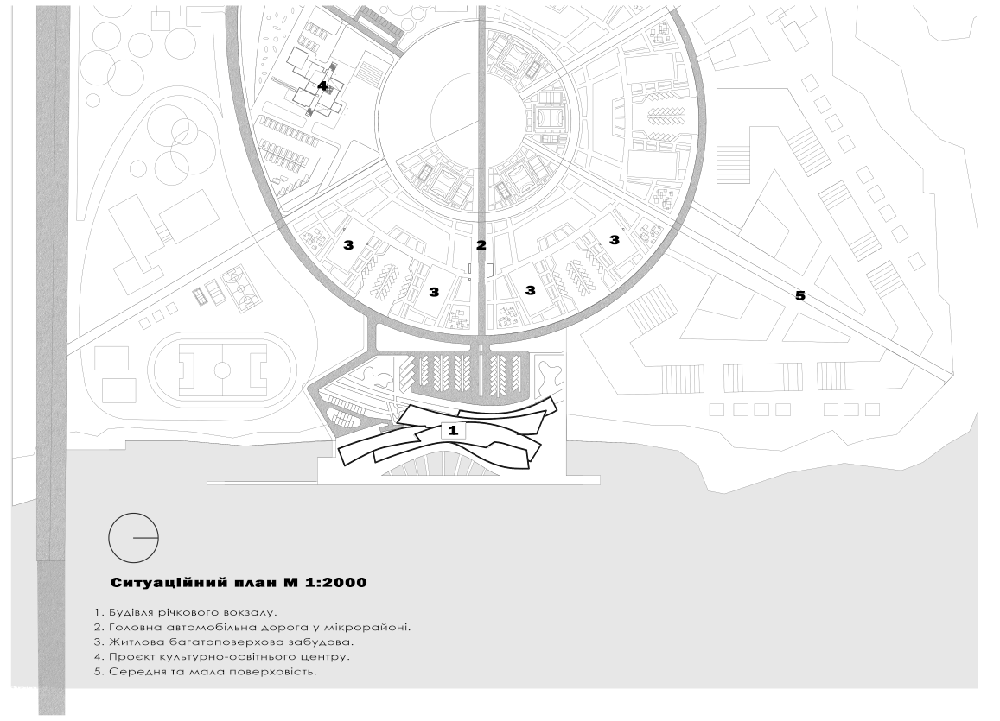 4
3
2
3
3
3
5
1
Ситуаційний план М 1:2000
1. Будівля річкового вокзалу.
2. Головна автомобільна дорога у мікрорайоні.
3. Житлова багатоповерхова забудова.
4. Проєкт культурно-освітнього центру.
5. Середня та мала поверховість.